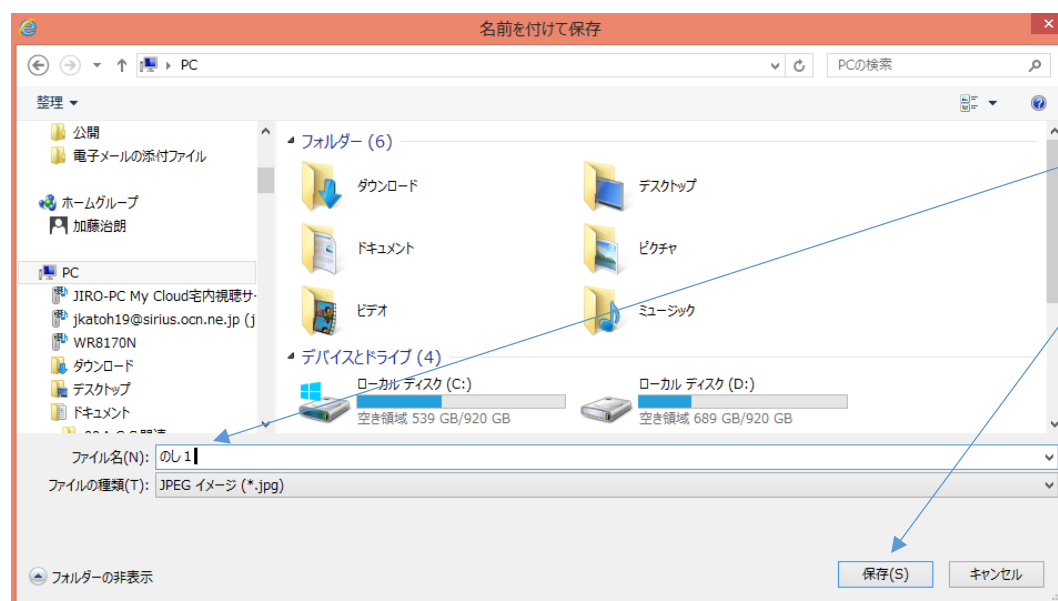 名前を付けて保存
PC
PCの検索
整理
公開
電子メールの添付ファイル
ホームグループ
加藤治朗
PC
JIRO-PC My Cloud宅内視聴サ
jkatoh19@sirius.ocn.ne.jp (j
WR8170N
ダウンロード
デスクトップ
ドキュメント
フォルダー (6)
ダウンロード
デスクトップ
ドキュメント
ピクチャ
ビデオ
ミュージック
デバイスとドライブ (4)
ローカル ディスク (C:)
空き領域 539 GB/920 GB
ローカル ディスク (D:)
空き領域 689 GB/920 GB
ファイル名(N): のし1
ファイルの種類(T): JPEG イメージ (*.jpg)
フォルダーの非表示
保存(S)
キャンセル